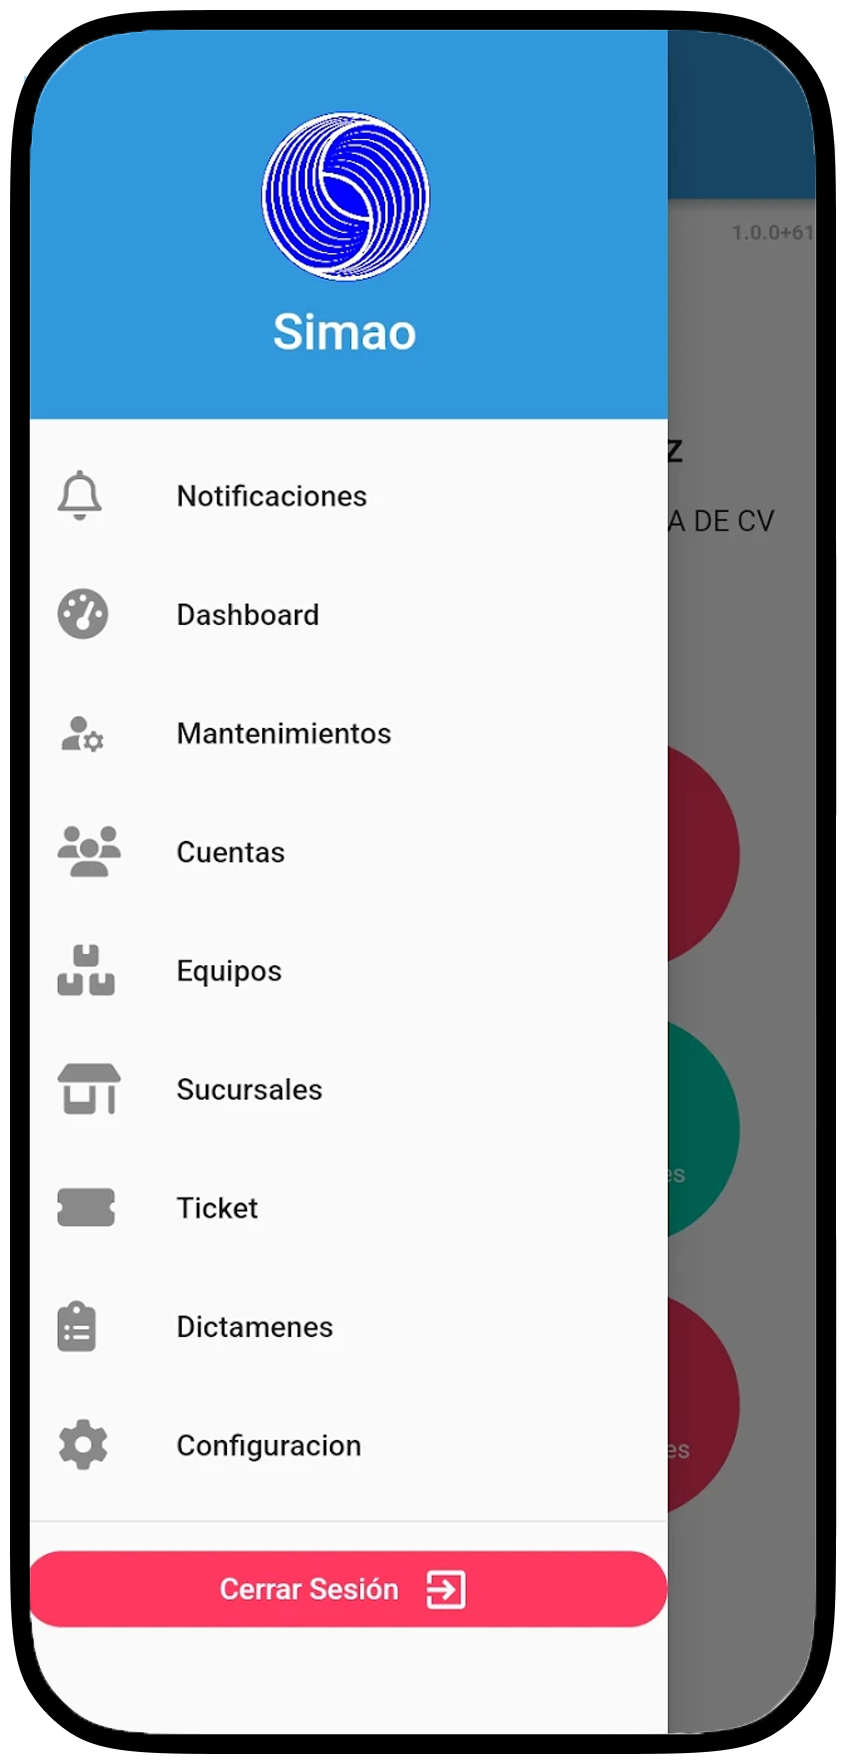 Simao
1.0.0+61
Z
A DE CV
Notificaciones
Dashboard
Mantenimientos
Cuentas
Equipos
Sucursales
es
Ticket
Dictamenes
Configuracion
es
Cerrar Sesión